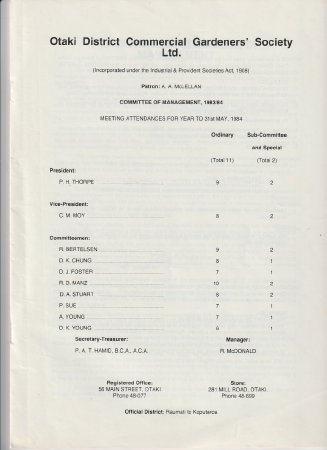 Otaki District Commercial Gardeners' Society
Ltd.
(Incorporated under the Industrial & Provident Societies Act, 1908)
Patron: A. A. McLELLAN
COMMITTEE OF MANAGEMENT, 1983/84
MEETING ATTENDANCES FOR YEAR TO 31st MAY, 1984
Ordinary Sub-Committee
and Special
(Total 11) (Total 2)
President:
P. H. THORPE 9 2
Vice-President:
C. M. MOY 8 2
Committeemen:
R. BERTELSEN 9 2
D. K. CHUNG 8 1
D. J. FOSTER 7 1
R. D. MANZ 10 2
D. A. STUART 8 2
P. SUE 7 1
A. YOUNG 7 1
D. K. YOUNG 1
Secretary-Treasurer: Manager:
P. A. T. HAMID, B.C.A., A.C.A. R. McDONALD
Registered Office: Store:
56 MAIN STREET, OTAKI. 281 MILL ROAD, OTAKI.
Phone 48-077 Phone 48-699
Official District: Raumati to Koputaroa